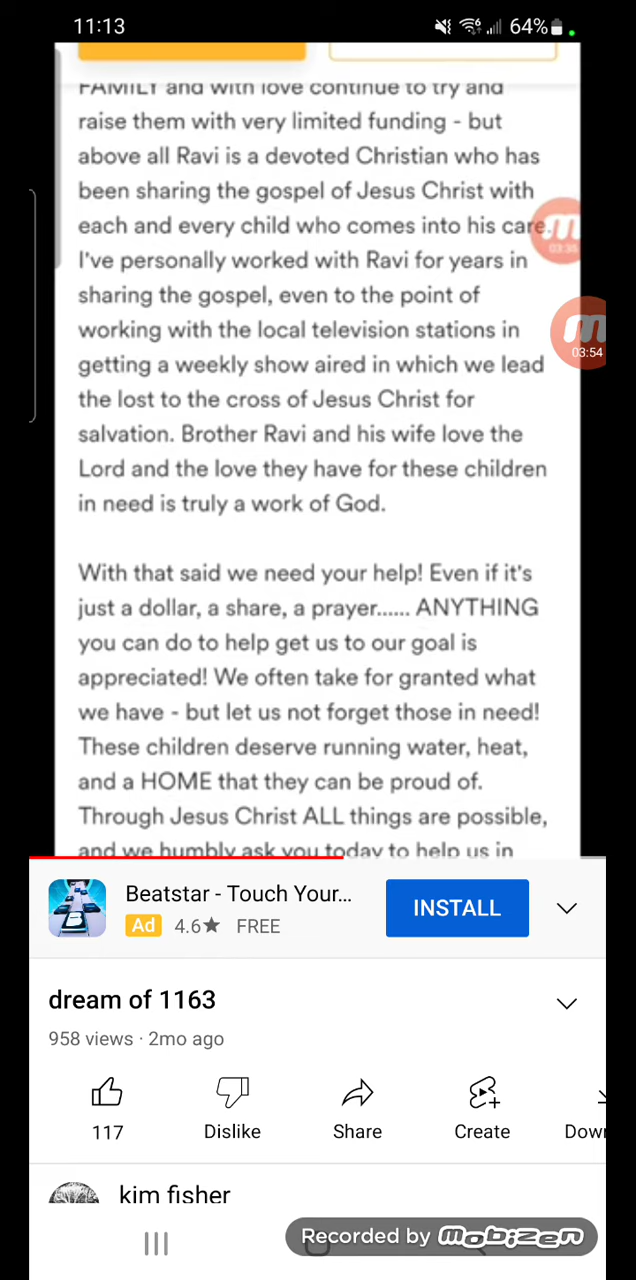 11:13
64%
FAMILY and with love continue to try and
raise them with very limited funding - but
above all Ravi is a devoted Christian who has
been sharing the gospel of Jesus Christ with
each and every child who comes into his care.
03:35
I've personally worked with Ravi for years in
sharing the gospel, even to the point of
working with the local television stations in
03:54
getting a weekly show aired in which we lead
the lost to the cross of Jesus Christ for
salvation. Brother Ravi and his wife love the
Lord and the love they have for these children
in need is truly a work of God.
With that said we need your help! Even if it's
just a dollar, a share, a prayer...... ANYTHING
you can do to help get us to our goal is
appreciated! We often take for granted what
we have - but let us not forget those in need!
These children deserve running water, heat,
and a HOME that they can be proud of.
Through Jesus Christ ALL things are possible,
and we humbly ask you today to help us in
Beatstar - Touch Your...
INSTALL
Ad 4.6★ FREE
dream of 1163
958 views · 2mo ago
117
Dislike
Share
Create
Down
kim fisher
Recorded by mobizen